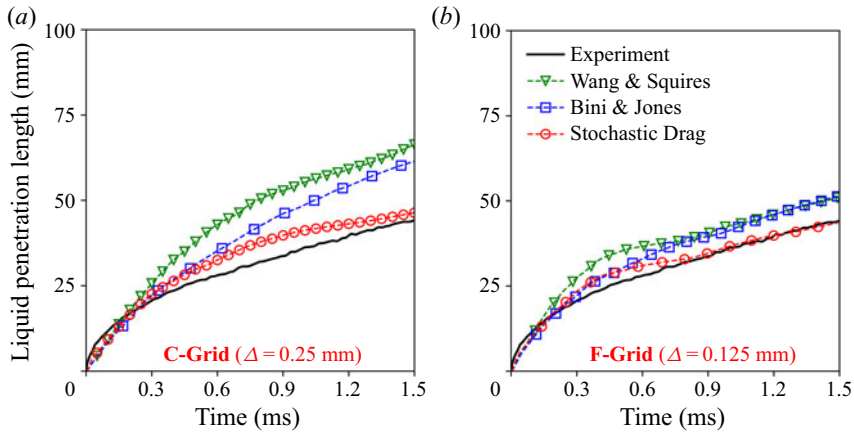 (a)
100
75
50
25
0
0.3
0.6
0.9
1.2
1.5
Liquid penetration length (mm)
Time (ms)
C-Grid (Δ = 0.25 mm)
(b)
100
75
50
25
0
0.3
0.6
0.9
1.2
1.5
Time (ms)
Experiment
Wang & Squires
Bini & Jones
Stochastic Drag
F-Grid (Δ = 0.125 mm)